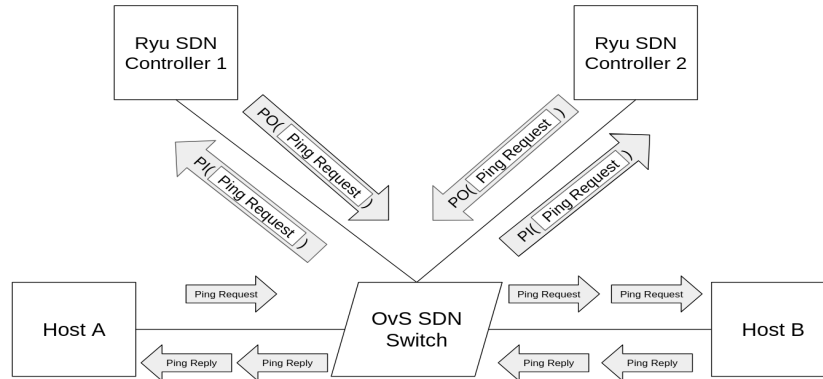 Ryu SDN
Controller 1
Ryu SDN
Controller 2
PO( Ping Request )
PI( Ping Request )
PO( Ping Request )
PI( Ping Request )
Ping Request
Ping Request
Ping Request
Host A
OvS SDN
Switch
Host B
Ping Reply
Ping Reply
Ping Reply
Ping Reply